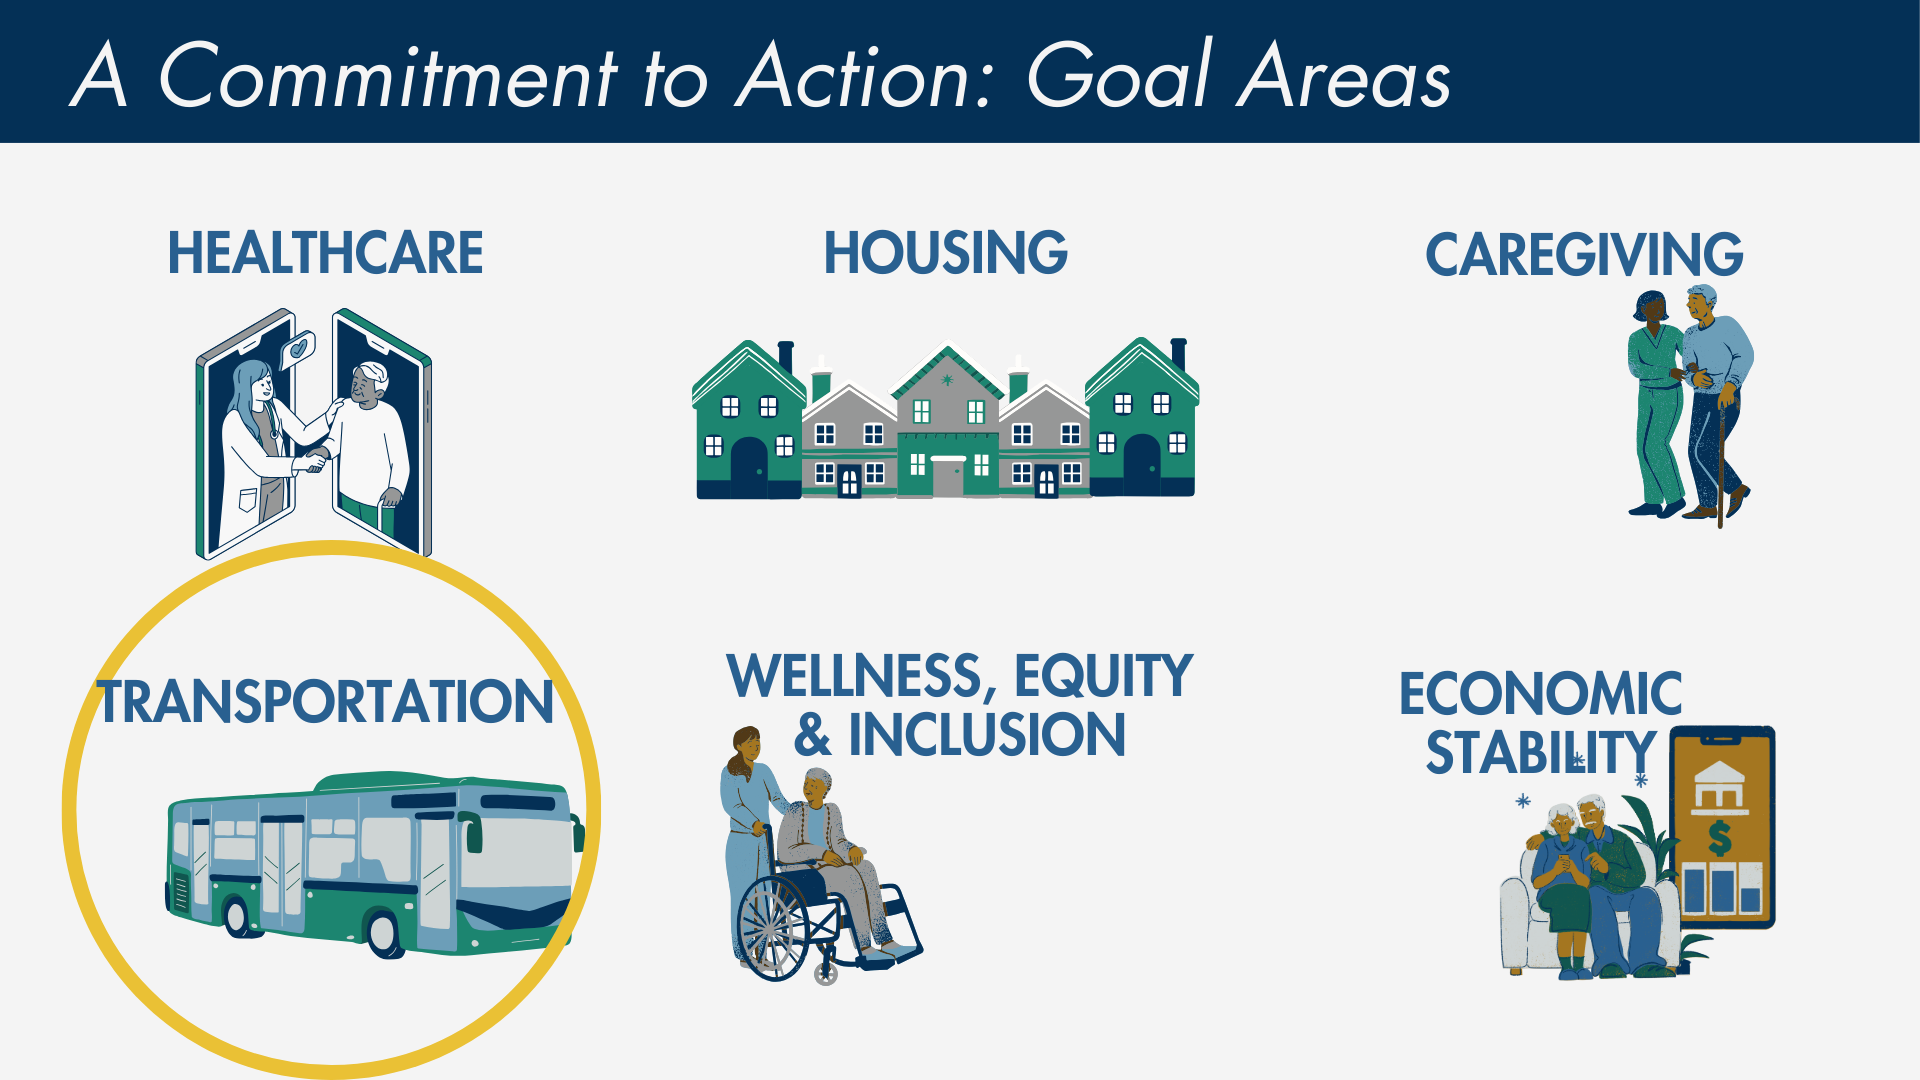 A Commitment to Action: Goal Areas
HEALTHCARE
HOUSING
CAREGIVING
TRANSPORTATION
WELLNESS, EQUITY
& INCLUSION
ECONOMIC
STABILITY
$